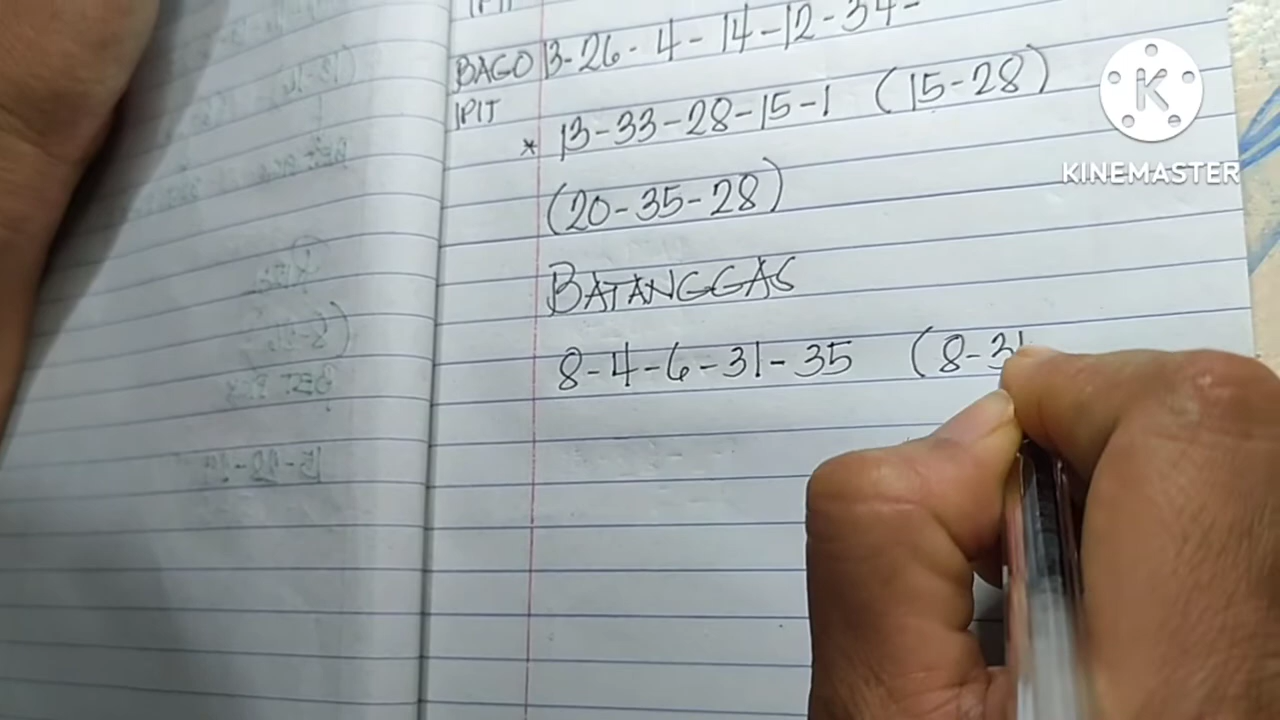 BAGO 13-26-4-14-12-34-
IPIT
* 13-33-28-15-1 (15-28)
(20-35-28)
BATANGGAS
8-4-6-31-35 (8-31
K
KINEMASTER